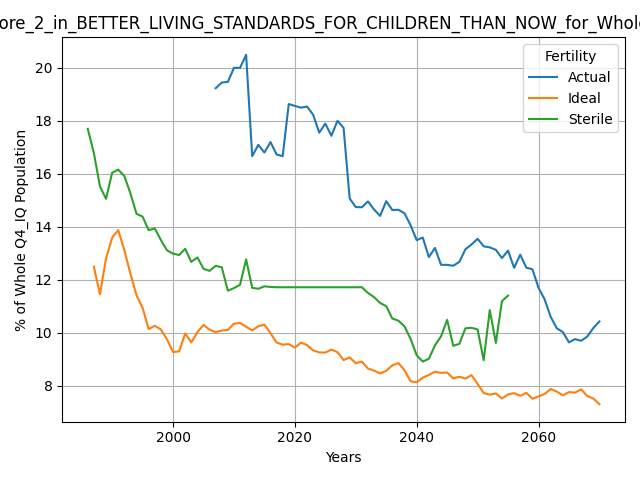 ore_2_in_BETTER_LIVING_STANDARDS_FOR_CHILDREN_THAN_NOW_for_Whole
Fertility
Actual
Ideal
Sterile
% of Whole Q4_IQ Population
20
18
16
14
12
10
8
2000 2020 2040 2060
Years